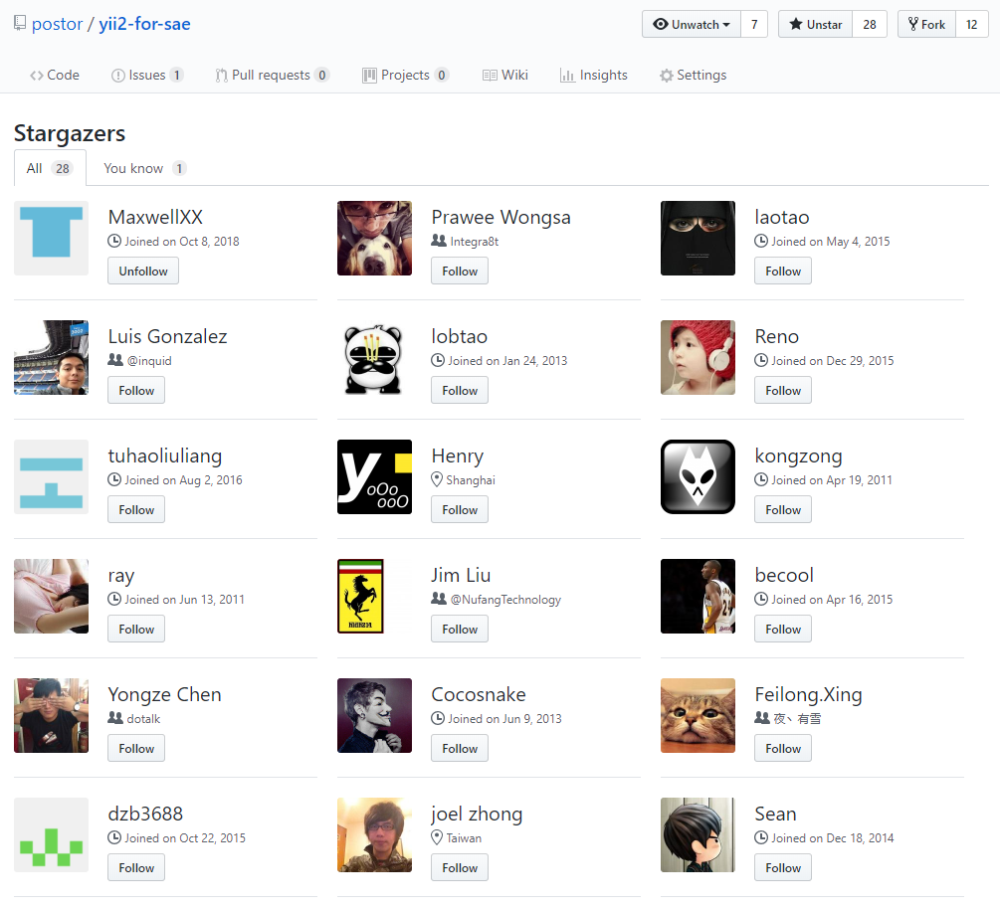 postor / yii2-for-sae
Unwatch 7 Unstar 28 Fork 12
Code Issues 1 Pull requests 0 Projects 0 Wiki Insights Settings
Stargazers
All 28 You know 1
MaxwellXX
Joined on Oct 8, 2018
Unfollow
Prawee Wongsa
Integra8t
Follow
laotao
Joined on May 4, 2015
Follow
Luis Gonzalez
@inquid
Follow
lobtao
Joined on Jan 24, 2013
Follow
Reno
Joined on Dec 29, 2015
Follow
tuhaoliuliang
Joined on Aug 2, 2016
Follow
y
oOo
ooO
Henry
Shanghai
Follow
kongzong
Joined on Apr 19, 2011
Follow
ray
Joined on Jun 13, 2011
Follow
Jim Liu
@NufangTechnology
Follow
24
becool
Joined on Apr 16, 2015
Follow
Yongze Chen
dotalk
Follow
Cocosnake
Joined on Jun 9, 2013
Follow
Feilong.Xing
夜丶有雪
Follow
dzb3688
Joined on Oct 22, 2015
Follow
joel zhong
Taiwan
Follow
Sean
Joined on Dec 18, 2014
Follow